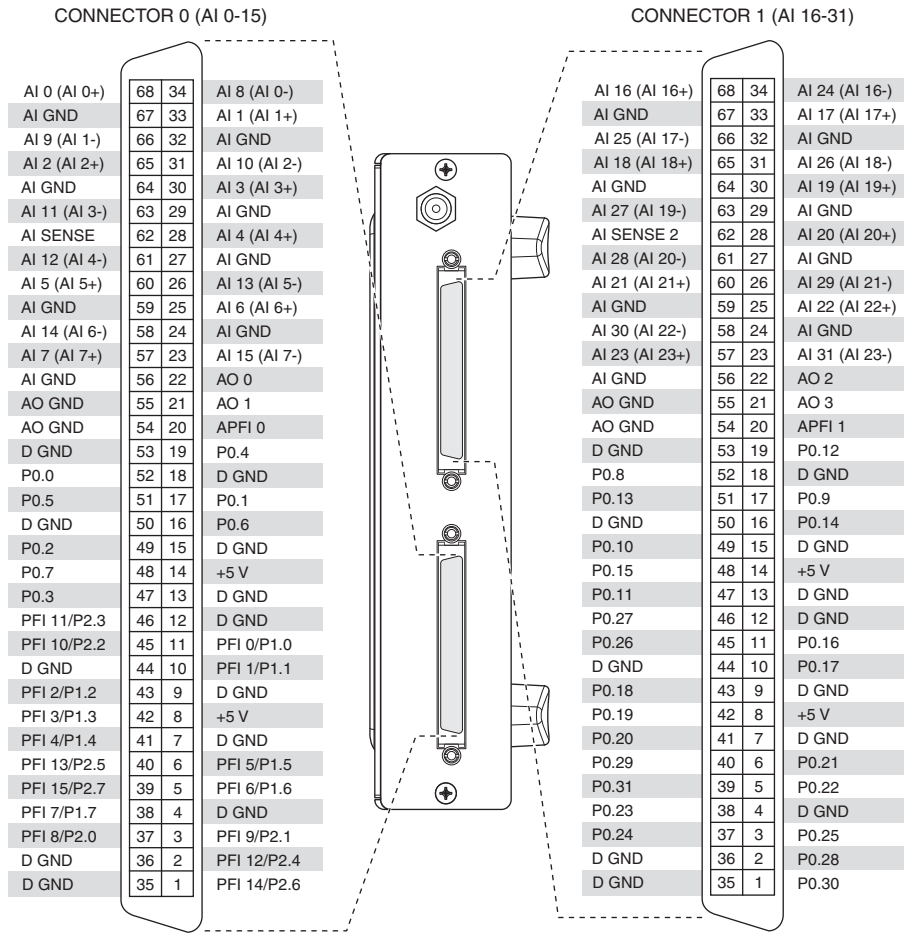 CONNECTOR 0 (AI 0-15)
AI 0 (AI 0+) 68 34 AI 8 (AI 0-)
AI GND 67 33 AI 1 (AI 1+)
AI 9 (AI 1-) 66 32 AI GND
AI 2 (AI 2+) 65 31 AI 10 (AI 2-)
AI GND 64 30 AI 3 (AI 3+)
AI 11 (AI 3-) 63 29 AI GND
AI SENSE 62 28 AI 4 (AI 4+)
AI 12 (AI 4-) 61 27 AI GND
AI 5 (AI 5+) 60 26 AI 13 (AI 5-)
AI GND 59 25 AI 6 (AI 6+)
AI 14 (AI 6-) 58 24 AI GND
AI 7 (AI 7+) 57 23 AI 15 (AI 7-)
AI GND 56 22 AO 0
AO GND 55 21 AO 1
AO GND 54 20 APFI 0
D GND 53 19 P0.4
P0.0 52 18 D GND
P0.5 51 17 P0.1
D GND 50 16 P0.6
P0.2 49 15 D GND
P0.7 48 14 +5 V
P0.3 47 13 D GND
PFI 11/P2.3 46 12 D GND
PFI 10/P2.2 45 11 PFI 0/P1.0
D GND 44 10 PFI 1/P1.1
PFI 2/P1.2 43 9 D GND
PFI 3/P1.3 42 8 +5 V
PFI 4/P1.4 41 7 D GND
PFI 13/P2.5 40 6 PFI 5/P1.5
PFI 15/P2.7 39 5 PFI 6/P1.6
PFI 7/P1.7 38 4 D GND
PFI 8/P2.0 37 3 PFI 9/P2.1
D GND 36 2 PFI 12/P2.4
D GND 35 1 PFI 14/P2.6
CONNECTOR 1 (AI 16-31)
AI 16 (AI 16+) 68 34 AI 24 (AI 16-)
AI GND 67 33 AI 17 (AI 17+)
AI 25 (AI 17-) 66 32 AI GND
AI 18 (AI 18+) 65 31 AI 26 (AI 18-)
AI GND 64 30 AI 19 (AI 19+)
AI 27 (AI 19-) 63 29 AI GND
AI SENSE 2 62 28 AI 20 (AI 20+)
AI 28 (AI 20-) 61 27 AI GND
AI 21 (AI 21+) 60 26 AI 29 (AI 21-)
AI GND 59 25 AI 22 (AI 22+)
AI 30 (AI 22-) 58 24 AI GND
AI 23 (AI 23+) 57 23 AI 31 (AI 23-)
AI GND 56 22 AO 2
AO GND 55 21 AO 3
AO GND 54 20 APFI 1
D GND 53 19 P0.12
P0.8 52 18 D GND
P0.13 51 17 P0.9
D GND 50 16 P0.14
P0.10 49 15 D GND
P0.15 48 14 +5 V
P0.11 47 13 D GND
P0.27 46 12 D GND
P0.26 45 11 P0.16
D GND 44 10 P0.17
P0.18 43 9 D GND
P0.19 42 8 +5 V
P0.20 41 7 D GND
P0.29 40 6 P0.21
P0.31 39 5 P0.22
P0.23 38 4 D GND
P0.24 37 3 P0.25
D GND 36 2 P0.28
D GND 35 1 P0.30